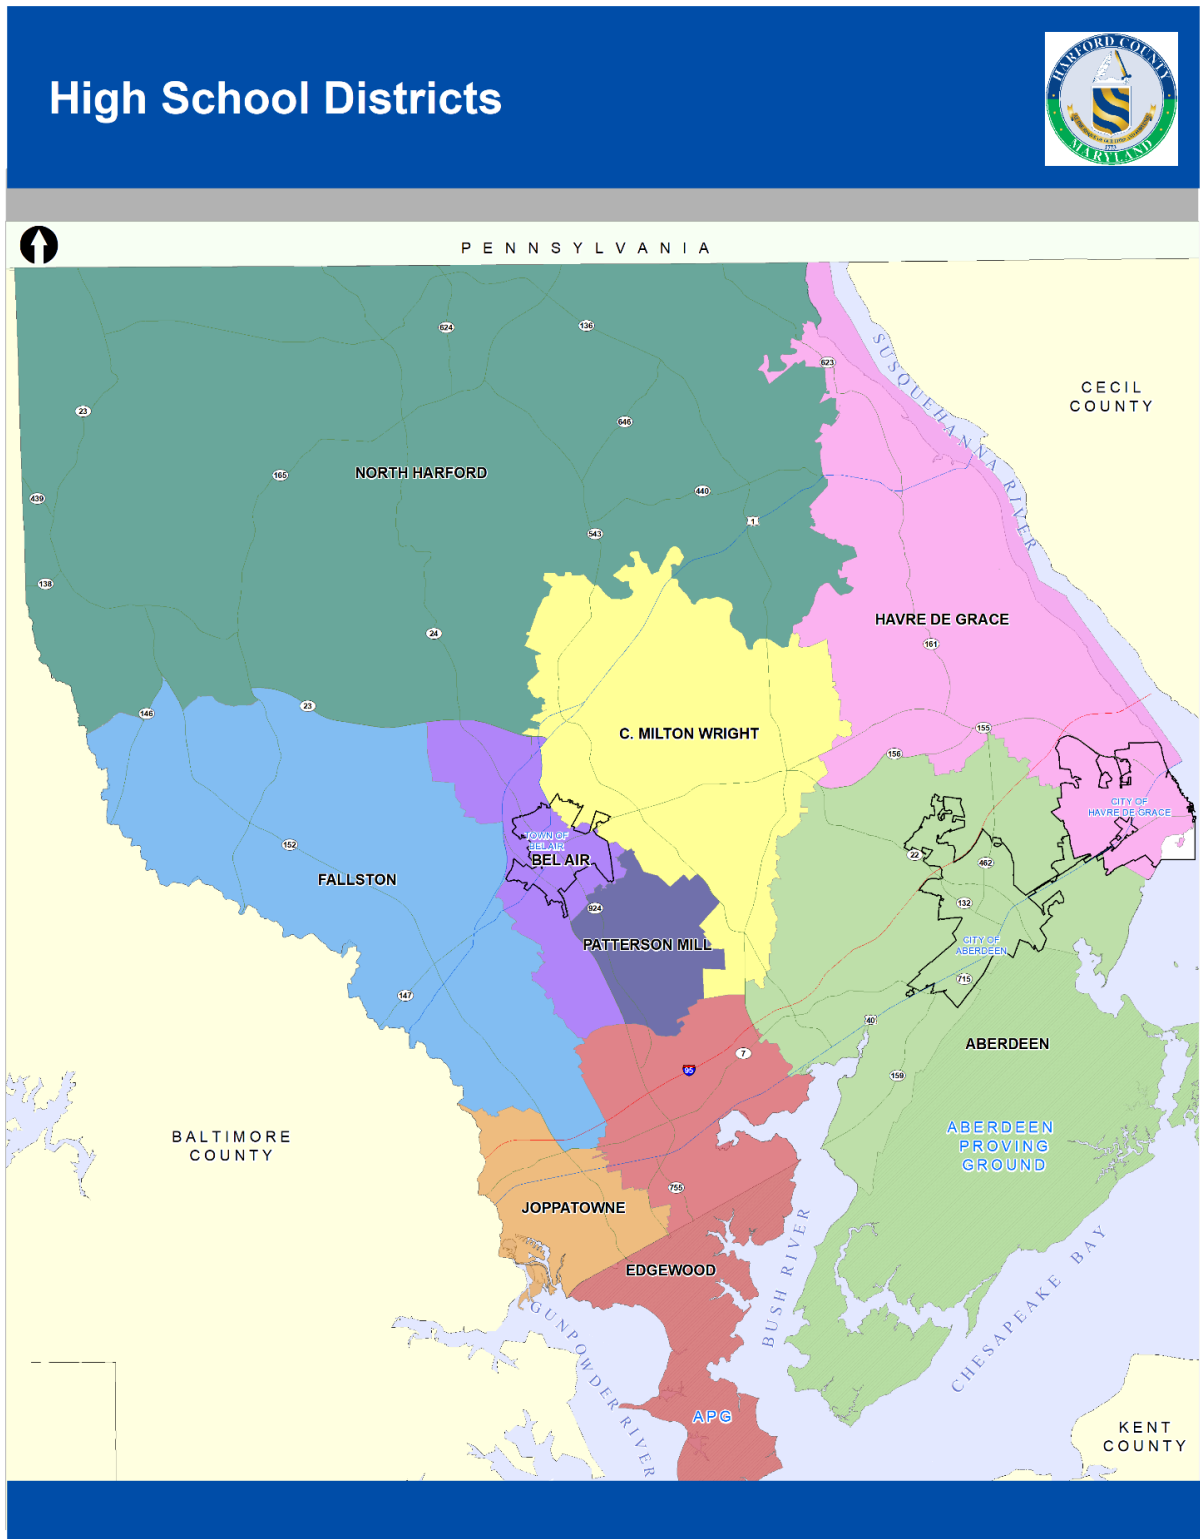 High School Districts
HARFORD COUNTY
MARYLAND
PENNSYLVANIA
SUSQUEHANNA RIVER
CECIL
COUNTY
624
136
623
23
646
165
NORTH HARFORD
439
440
1
543
138
24
HAVRE DE GRACE
161
146
23
C. MILTON WRIGHT
155
156
CITY OF
HAVRE DE GRACE
TOWN OF
BEL AIR
BEL AIR
152
FALLSTON
22
462
924
132
PATTERSON MILL
CITY OF
ABERDEEN
715
147
40
ABERDEEN
7
95
159
BALTIMORE
COUNTY
ABERDEEN
PROVING
GROUND
755
JOPPATOWNE
EDGEWOOD
BUSH RIVER
CHESAPEAKE BAY
GUNPOWDER RIVER
APG
KENT
COUNTY